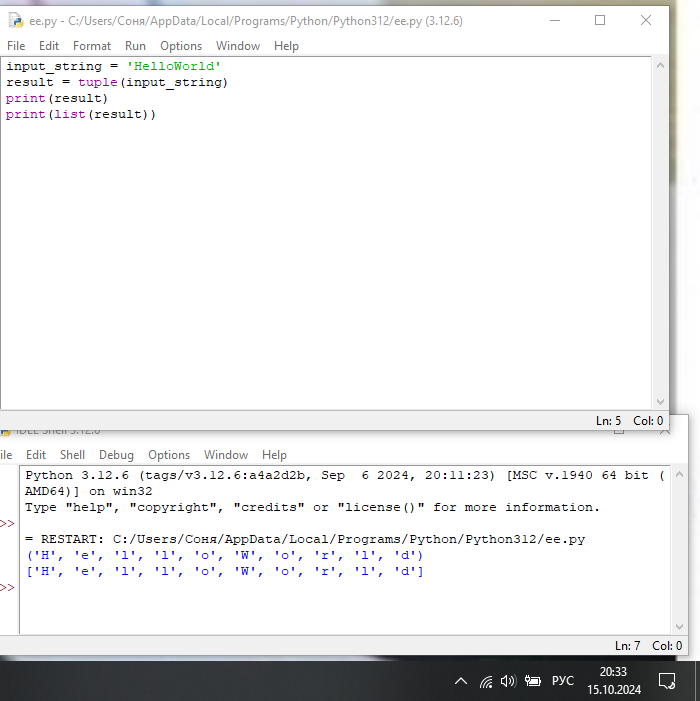 ee.py - C:/Users/Соня/AppData/Local/Programs/Python/Python312/ee.py (3.12.6)
File Edit Format Run Options Window Help
input_string = 'HelloWorld'
result = tuple(input_string)
print(result)
print(list(result))
Ln: 5 Col: 0
IDLE Shell 3.12.6
ile Edit Shell Debug Options Window Help
Python 3.12.6 (tags/v3.12.6:a4a2d2b, Sep  6 2024, 20:11:23) [MSC v.1940 64 bit (
AMD64)] on win32
Type "help", "copyright", "credits" or "license()" for more information.
>>
= RESTART: C:/Users/Соня/AppData/Local/Programs/Python/Python312/ee.py
('H', 'e', 'l', 'l', 'o', 'W', 'o', 'r', 'l', 'd')
['H', 'e', 'l', 'l', 'o', 'W', 'o', 'r', 'l', 'd']
>>
Ln: 7 Col: 0
РУС
20:33
15.10.2024